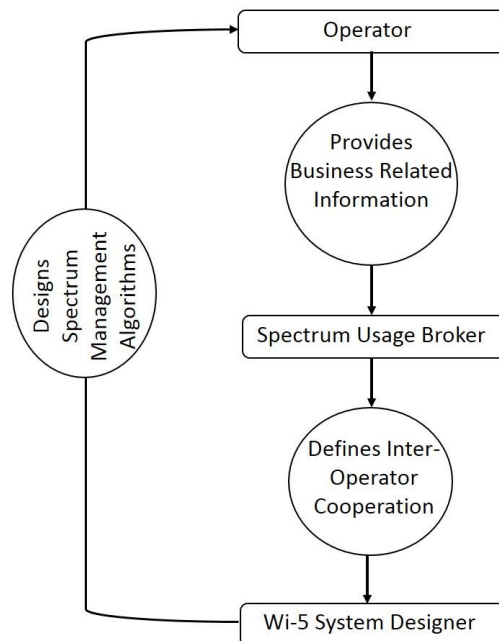 Operator
Provides
Business Related
Information
Spectrum Usage Broker
Defines Inter-
Operator
Cooperation
Wi-5 System Designer
Designs
Spectrum
Management
Algorithms